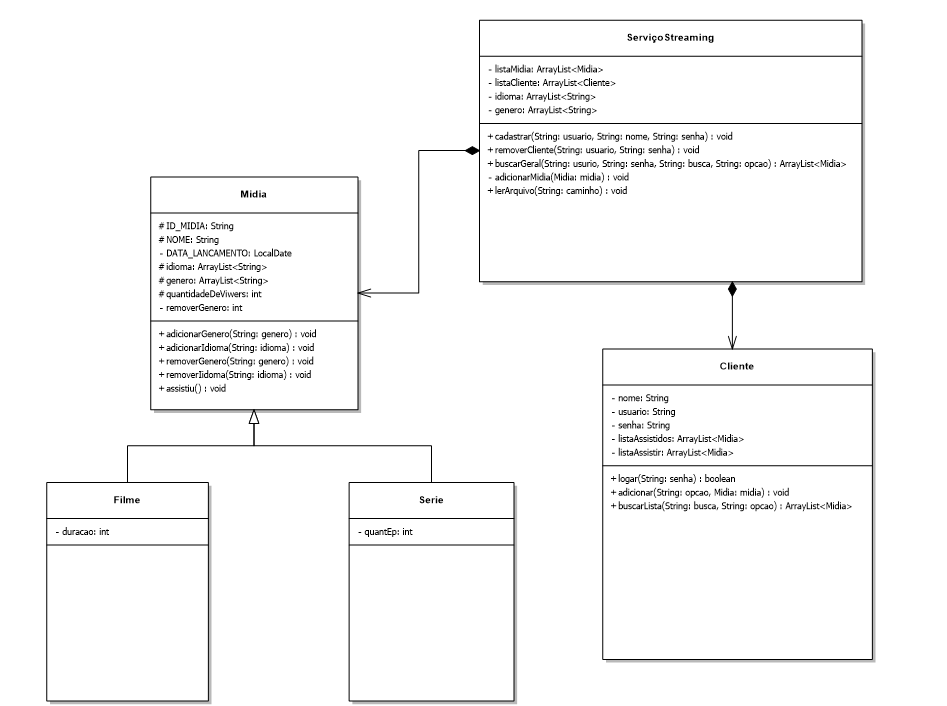 ServiçoStreaming
- listaMidia: ArrayList<Midia>
- listaCliente: ArrayList<Cliente>
- idioma: ArrayList<String>
- genero: ArrayList<String>
+ cadastrar(String: usuario, String: nome, String: senha) : void
+ removerCliente(String: usuario, String: senha) : void
+ buscarGeral(String: usurio, String: senha, String: busca, String: opcao) : ArrayList<Midia>
- adicionarMidia(Midia: midia) : void
+ lerArquivo(String: caminho) : void
Midia
# ID_MIDIA: String
# NOME: String
- DATA_LANCAMENTO: LocalDate
# idioma: ArrayList<String>
# genero: ArrayList<String>
# quantidadeDeViwers: int
- removerGenero: int
+ adicionarGenero(String: genero) : void
+ adicionarIdioma(String: idioma) : void
+ removerGenero(String: genero) : void
+ removerIidoma(String: idioma) : void
+ assistiu() : void
Cliente
- nome: String
- usuario: String
- senha: String
- listaAssistidos: ArrayList<Midia>
- listaAssistir: ArrayList<Midia>
+ logar(String: senha) : boolean
+ adicionar(String: opcao, Midia: midia) : void
+ buscarLista(String: busca, String: opcao) : ArrayList<Midia>
Filme
- duracao: int
Serie
- quantEp: int